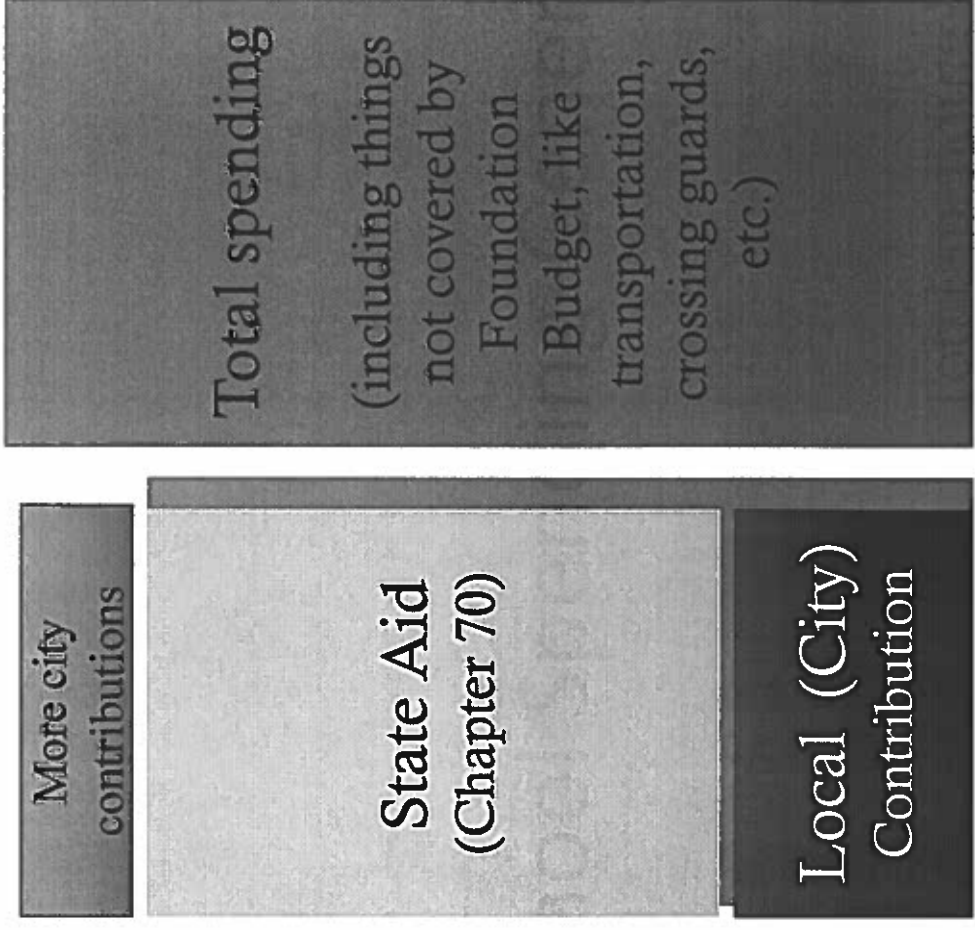 Local (City)
Contribution
State Aid
(Chapter 70)
More city
contributions
Total spending
(including things
not covered by
Foundation
Budget, like
transportation,
crossing guards,
etc.)